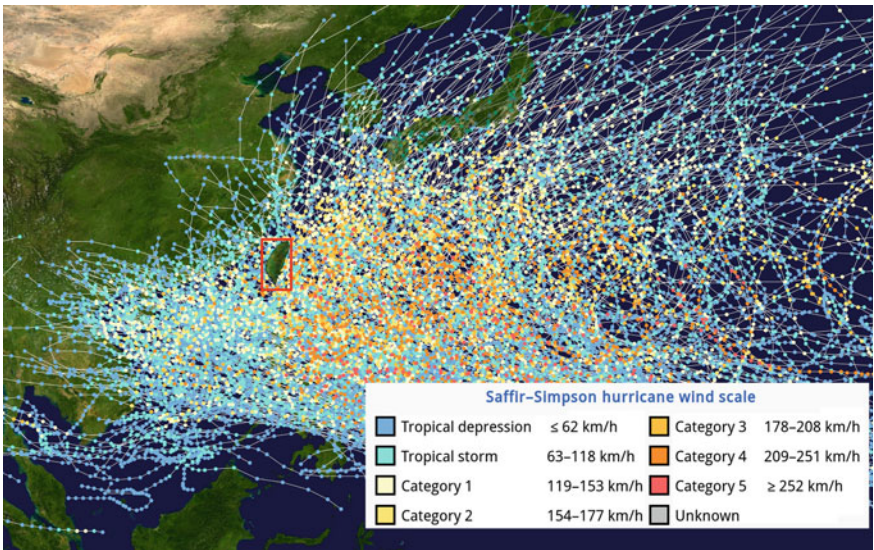 Saffir–Simpson hurricane wind scale
Tropical depression ≤ 62 km/h
Tropical storm 63–118 km/h
Category 1 119–153 km/h
Category 2 154–177 km/h
Category 3 178–208 km/h
Category 4 209–251 km/h
Category 5 ≥ 252 km/h
Unknown